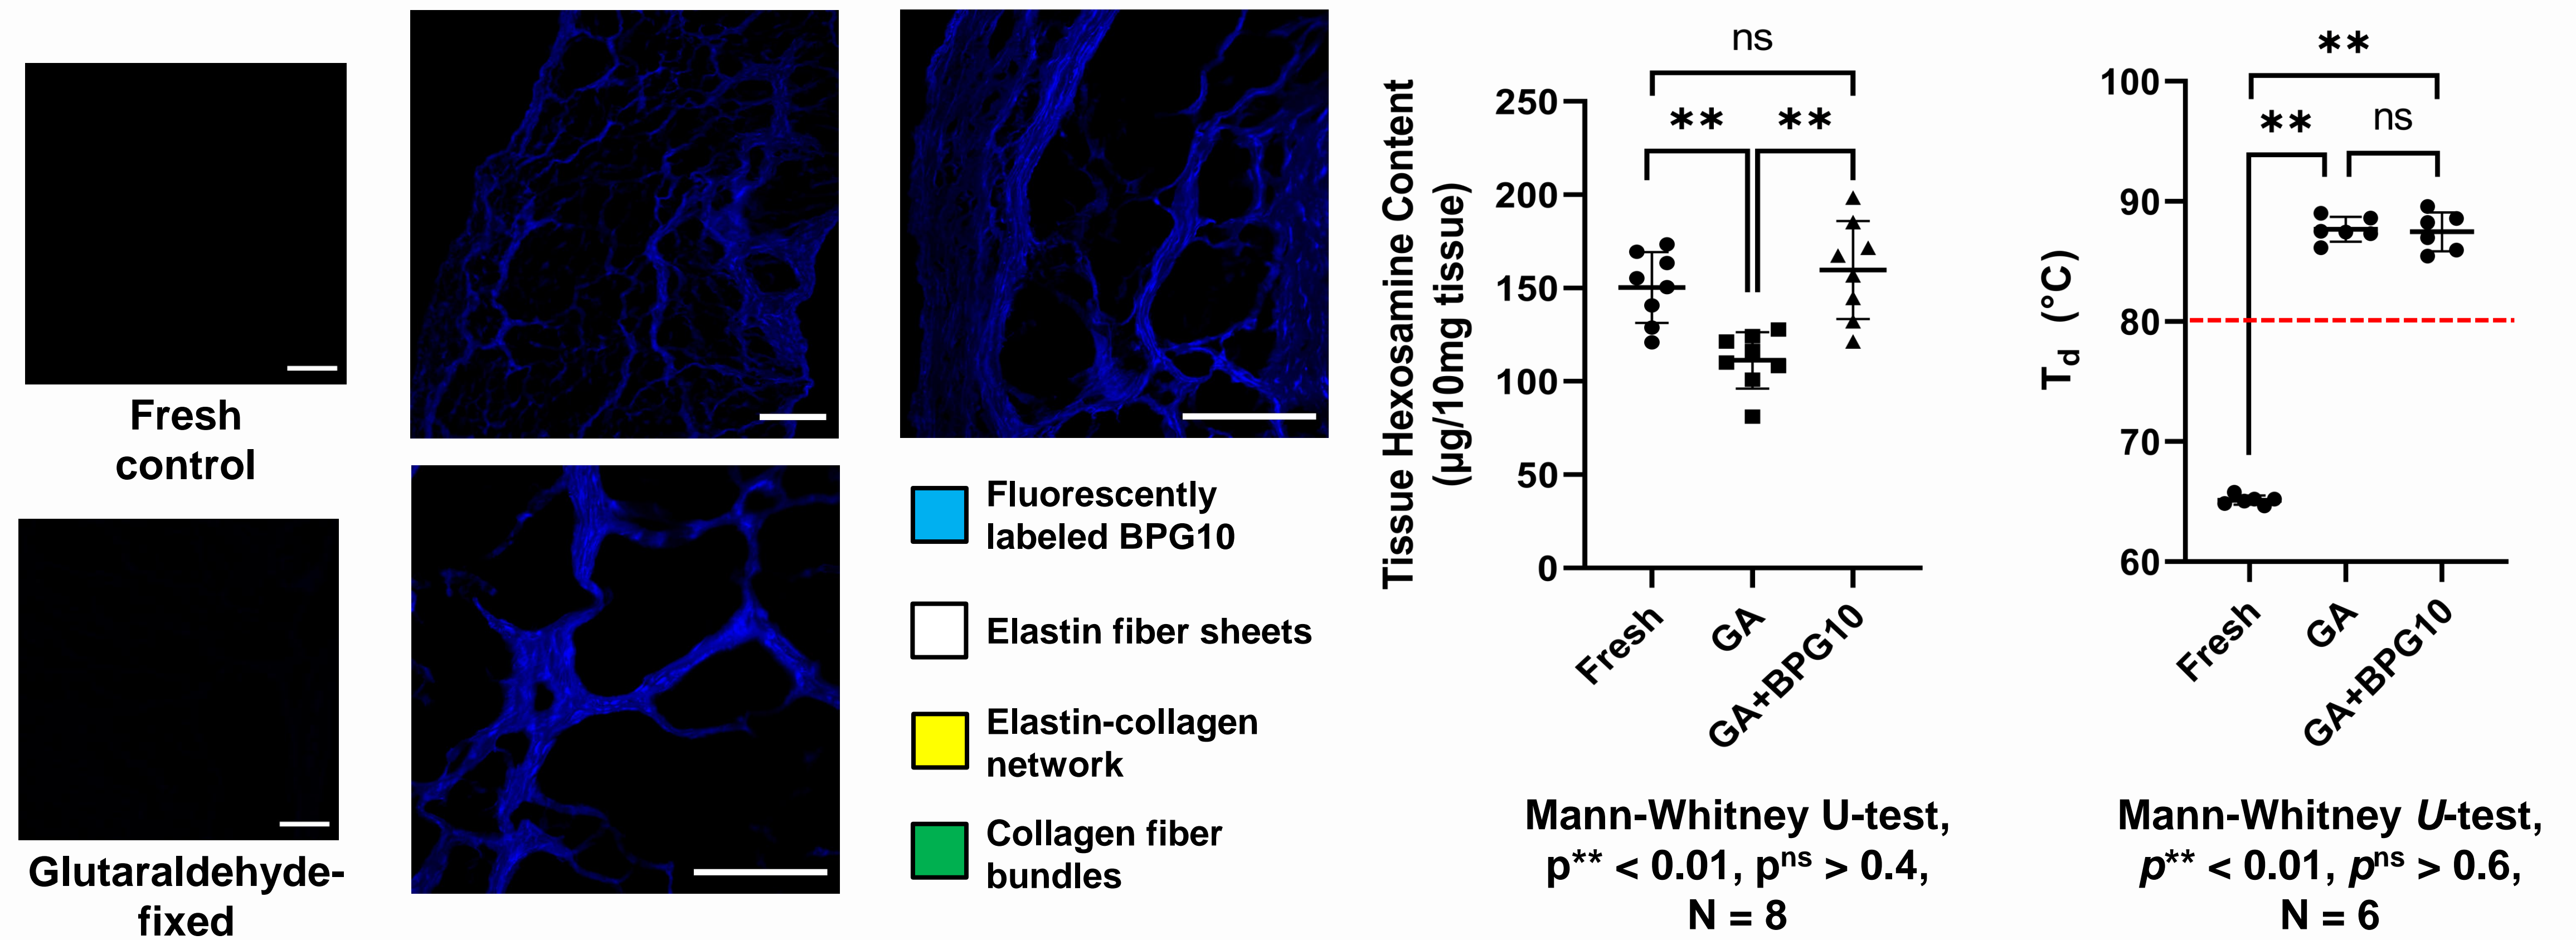 Fresh
control
Glutaraldehyde-
fixed
Fluorescently
labeled BPG10
Elastin fiber sheets
Elastin-collagen
network
Collagen fiber
bundles
Tissue Hexosamine Content
(µg/10mg tissue)
250
200
150
100
50
0
ns
** **
Fresh
GA
GA+BPG10
Mann-Whitney U-test,
p** < 0.01, pns > 0.4,
N = 8
Td (°C)
100
90
80
70
60
**
** ns
Fresh
GA
GA+BPG10
Mann-Whitney U-test,
p** < 0.01, pns > 0.6,
N = 6